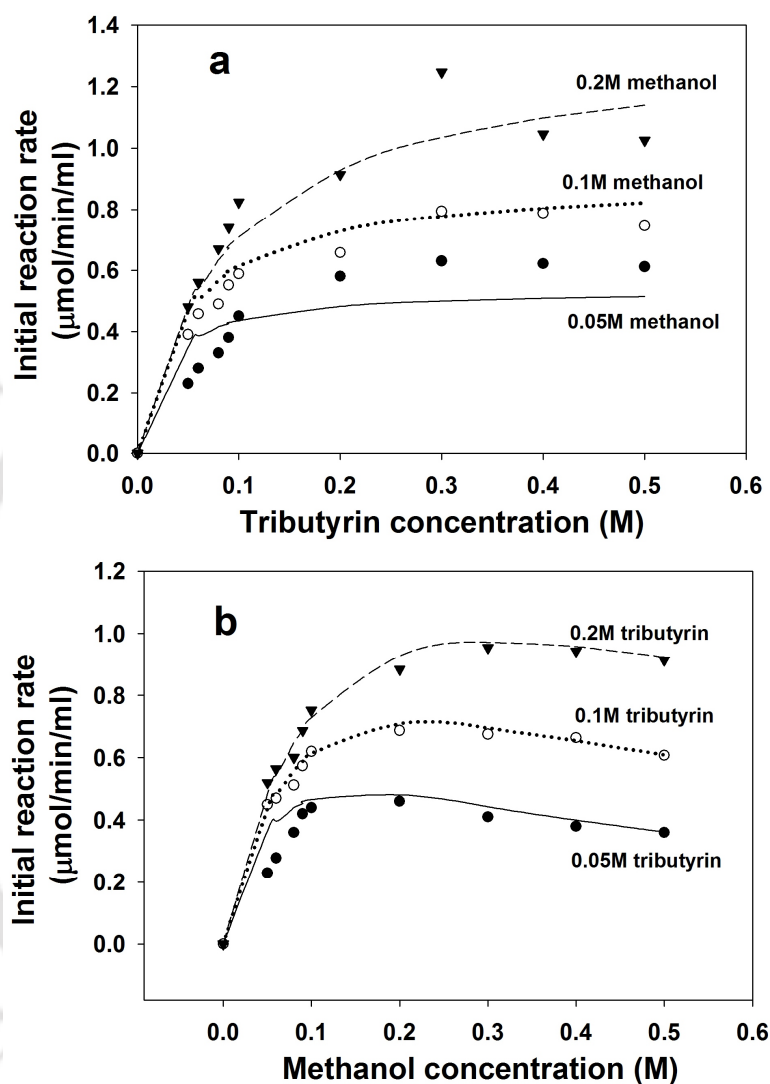 a
1.4
1.2
1.0
0.8
0.6
0.4
0.2
0.0
0.2M methanol
0.1M methanol
0.05M methanol
0.0 0.1 0.2 0.3 0.4 0.5 0.6
Tributyrin concentration (M)
Initial reaction rate
(μmol/min/ml)
b
1.2
1.0
0.8
0.6
0.4
0.2
0.0
0.2M tributyrin
0.1M tributyrin
0.05M tributyrin
0.0 0.1 0.2 0.3 0.4 0.5 0.6
Methanol concentration (M)
Initial reaction rate
(μmol/min/ml)